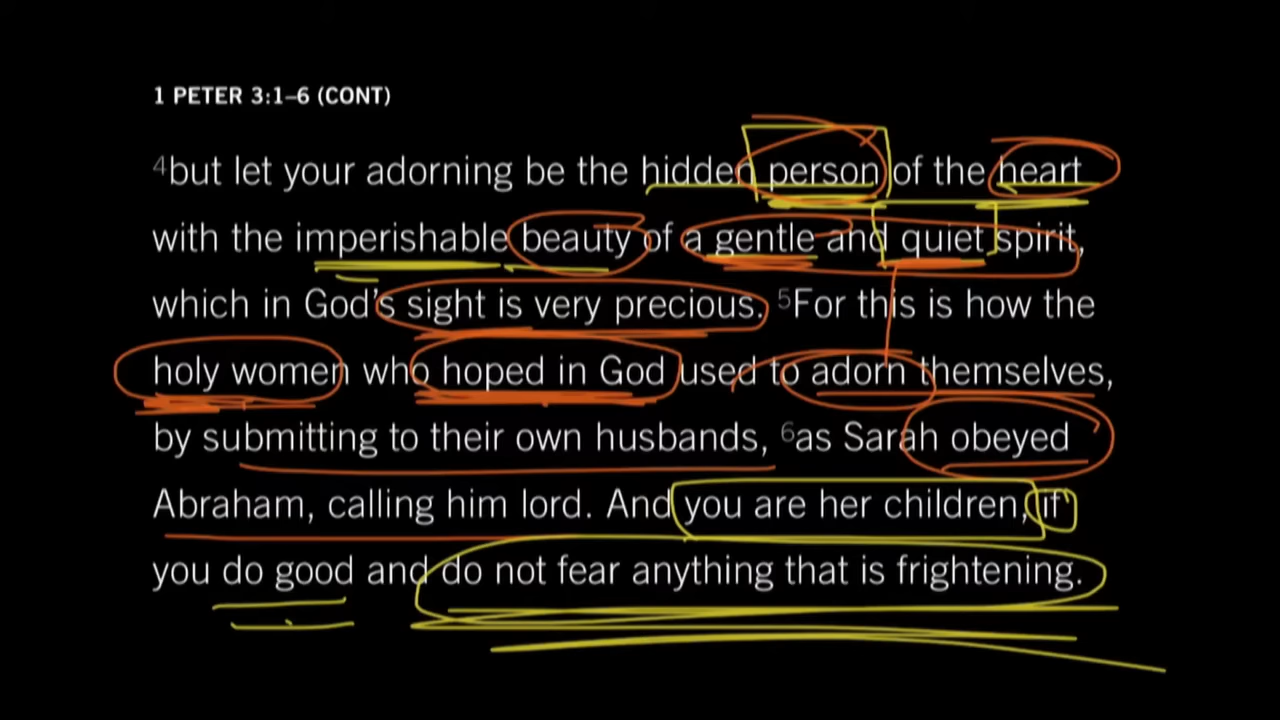 1 PETER 3:1–6 (CONT)
4but let your adorning be the hidden person of the heart
with the imperishable beauty of a gentle and quiet spirit,
which in God's sight is very precious. 5For this is how the
holy women who hoped in God used to adorn themselves,
by submitting to their own husbands, 6as Sarah obeyed
Abraham, calling him lord. And you are her children, if
you do good and do not fear anything that is frightening.